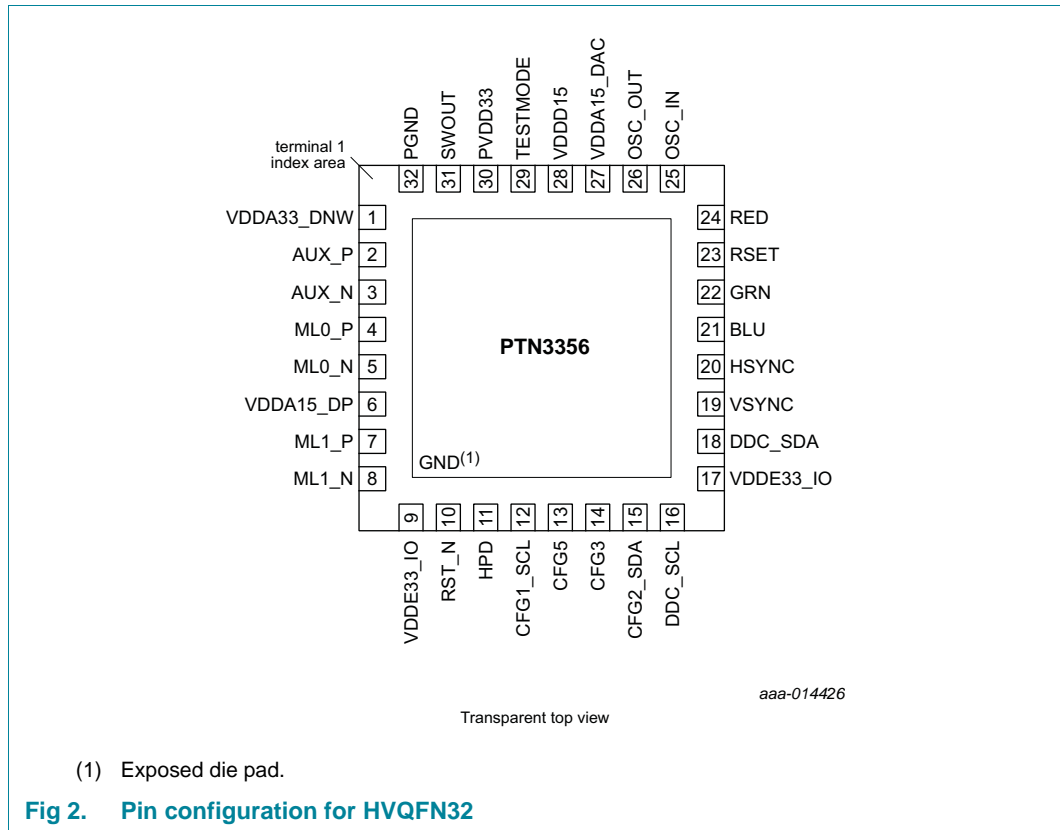 PGND
SWOUT
PVDD33
TESTMODE
VDDD15
VDDA15_DAC
OSC_OUT
OSC_IN
terminal 1
index area
32 31 30 29 28 27 26 25
VDDA33_DNW 1
24 RED
AUX_P 2
23 RSET
AUX_N 3
22 GRN
ML0_P 4
21 BLU
PTN3356
ML0_N 5
20 HSYNC
VDDA15_DP 6
19 VSYNC
ML1_P 7
18 DDC_SDA
GND(1)
ML1_N 8
17 VDDE33_IO
9 10 11 12 13 14 15 16
VDDE33_IO
RST_N
HPD
CFG1_SCL
CFG5
CFG3
CFG2_SDA
DDC_SCL
aaa-014426
Transparent top view
(1) Exposed die pad.
Fig 2. Pin configuration for HVQFN32